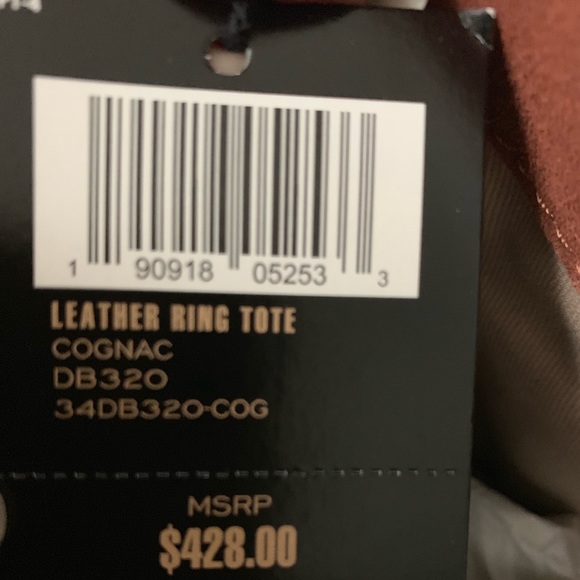 1 90918 05253 3
LEATHER RING TOTE
COGNAC
DB320
34DB320-COG
MSRP
$428.00